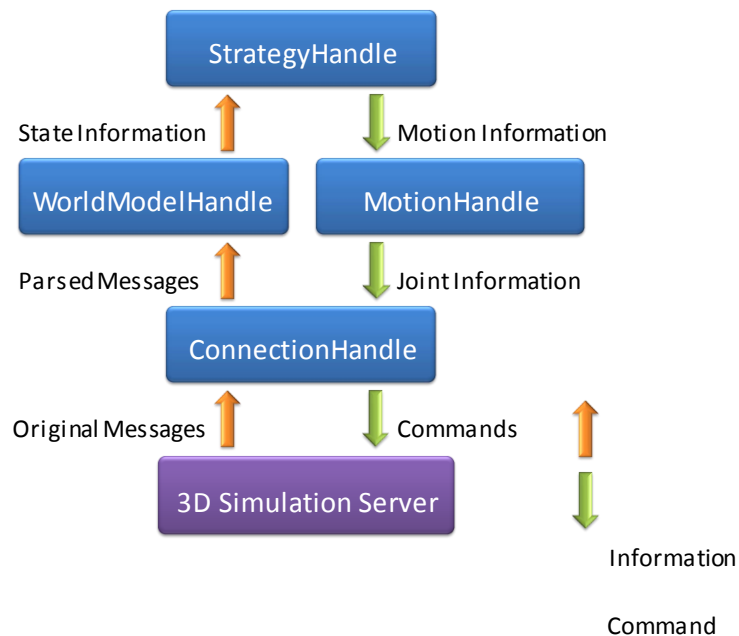 StrategyHandle
State Information
Motion Information
WorldModelHandle
MotionHandle
Parsed Messages
Joint Information
ConnectionHandle
Original Messages
Commands
3D Simulation Server
Information
Command